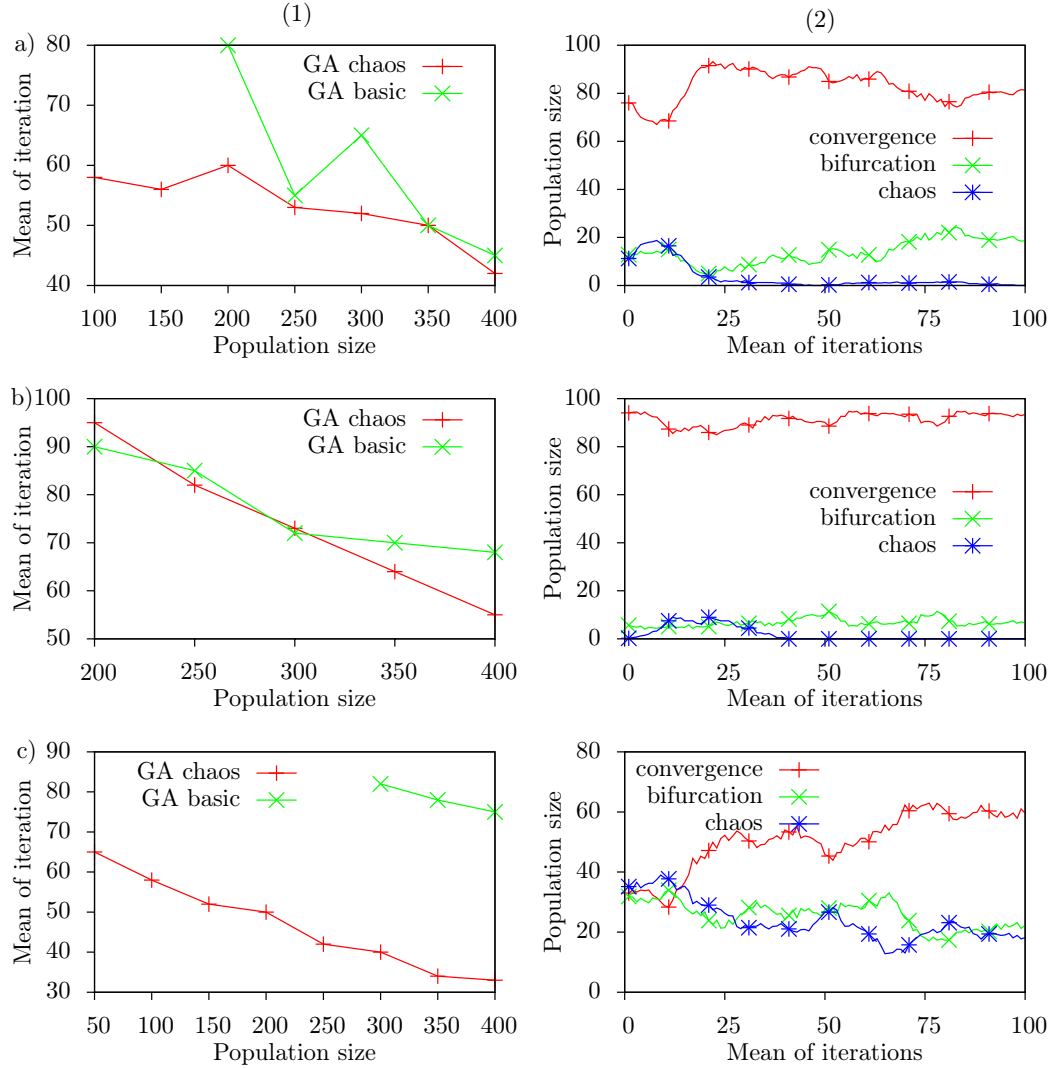 (1)
(2)
a)
80
70
60
50
40
100 150 200 250 300 350 400
Mean of iteration
Population size
GA chaos
GA basic
100
80
60
40
20
0
0 25 50 75 100
Population size
Mean of iterations
convergence
bifurcation
chaos
b)
100
90
80
70
60
50
200 250 300 350 400
Mean of iteration
Population size
GA chaos
GA basic
100
80
60
40
20
0
0 25 50 75 100
Population size
Mean of iterations
convergence
bifurcation
chaos
c)
90
80
70
60
50
40
30
50 100 150 200 250 300 350 400
Mean of iteration
Population size
GA chaos
GA basic
80
60
40
20
0
0 25 50 75 100
Population size
Mean of iterations
convergence
bifurcation
chaos